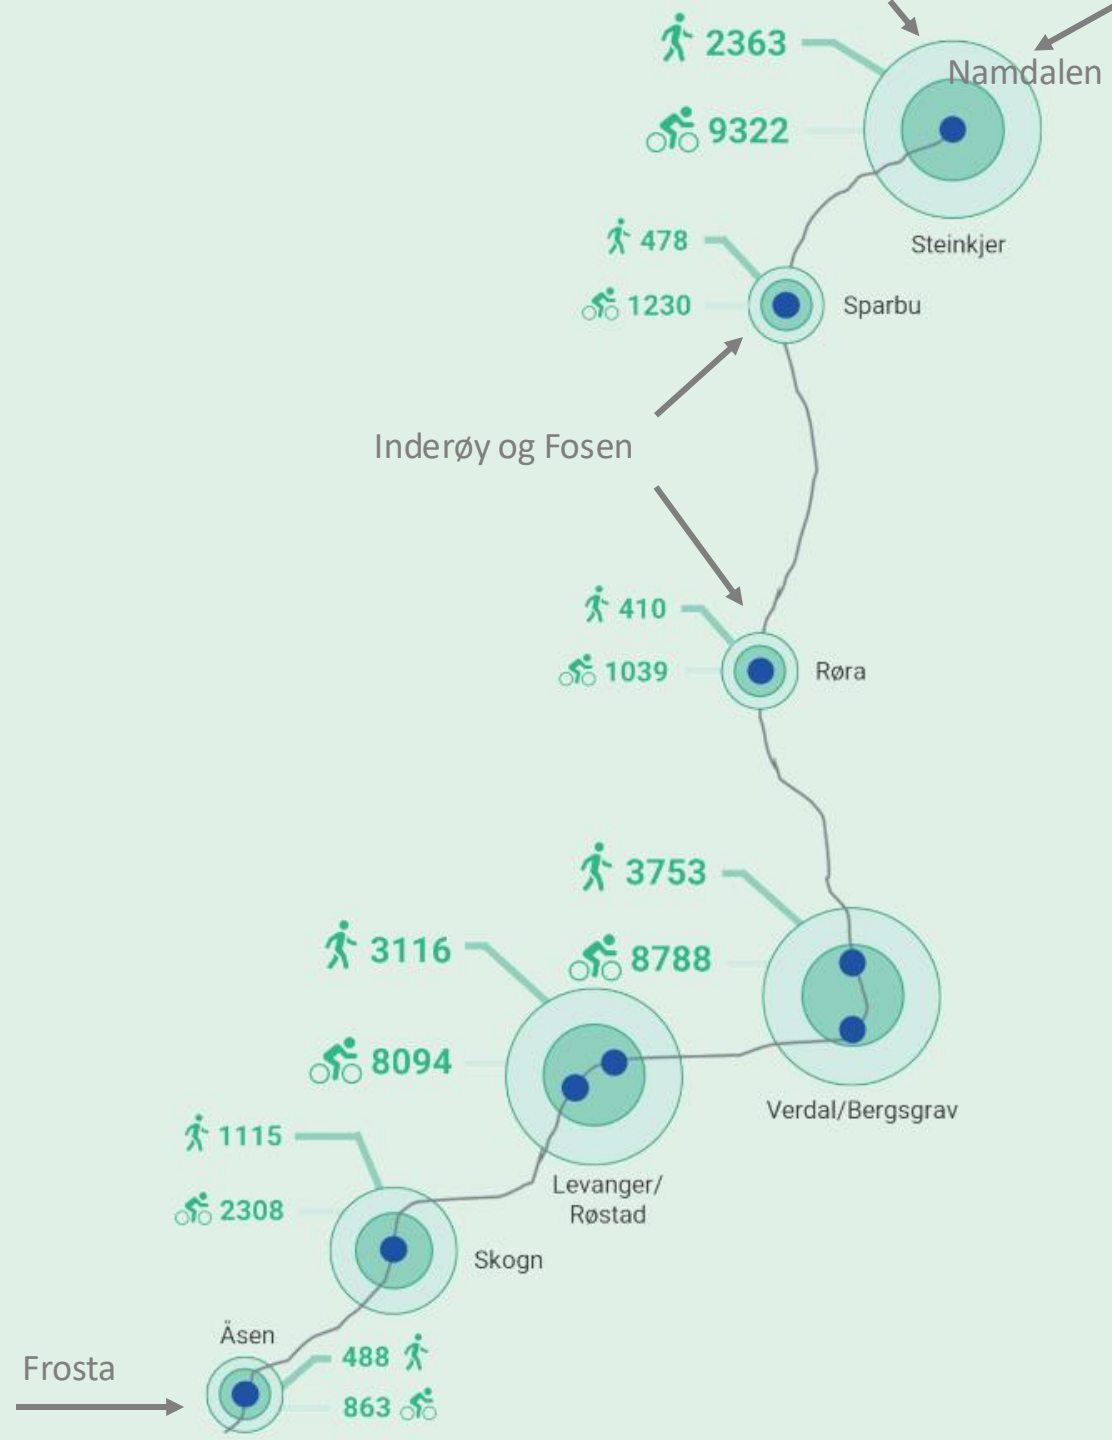 2363
Namdalen
9322
Steinkjer
478
1230
Sparbu
Inderøy og Fosen
410
1039
Røra
3753
8788
Verdal/Bergsgrav
3116
8094
Levanger/
Røstad
1115
2308
Skogn
Åsen
488
863
Frosta